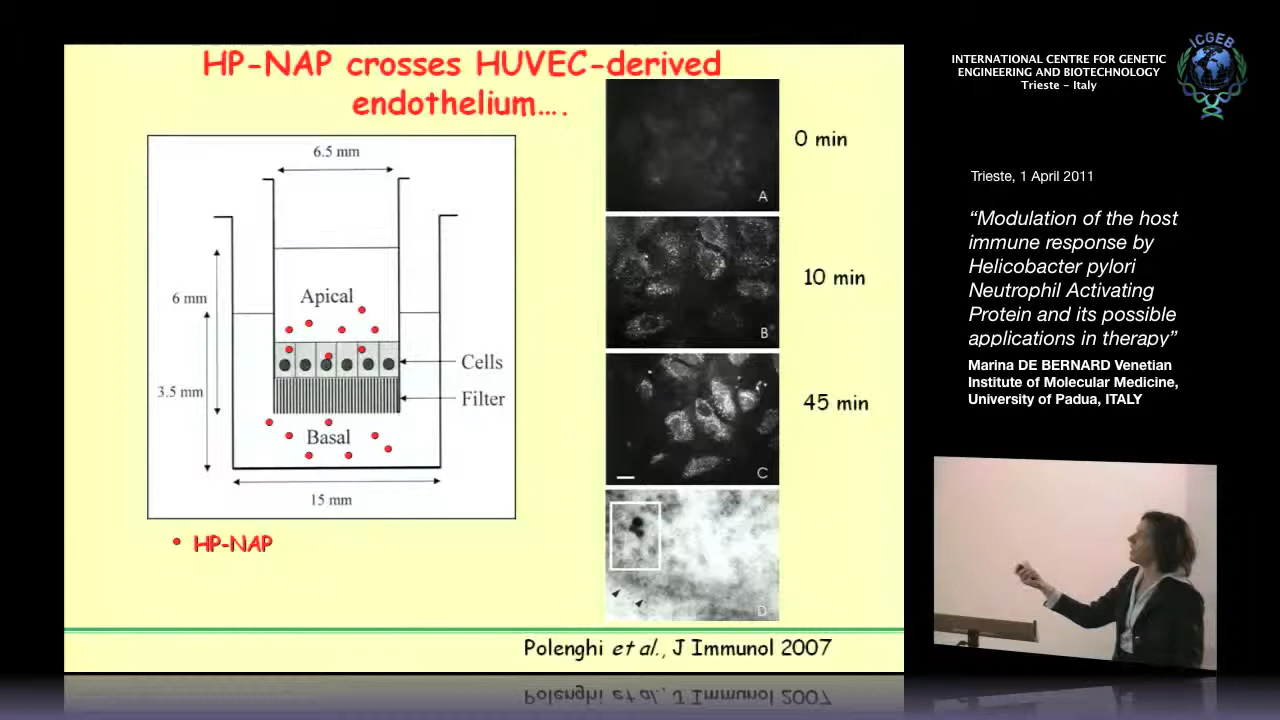 HP-NAP crosses HUVEC-derived
endothelium….
6.5 mm
6 mm
3.5 mm
Apical
Cells
Filter
Basal
15 mm
• HP-NAP
0 min
A
10 min
B
45 min
C
D
Polenghi et al., J Immunol 2007
INTERNATIONAL CENTRE FOR GENETIC
ENGINEERING AND BIOTECHNOLOGY
Trieste - Italy
ICGEB
Trieste, 1 April 2011
“Modulation of the host
immune response by
Helicobacter pylori
Neutrophil Activating
Protein and its possible
applications in therapy”
Marina DE BERNARD Venetian
Institute of Molecular Medicine,
University of Padua, ITALY